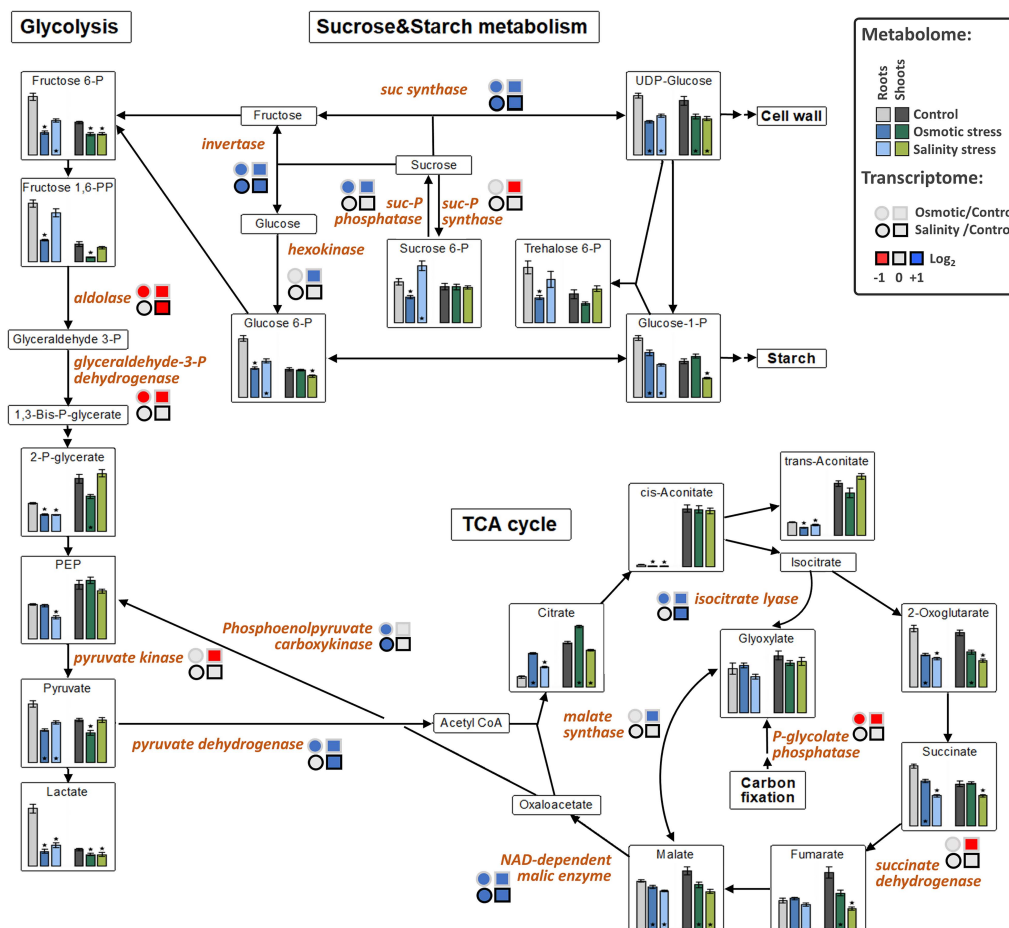 Glycolysis
Sucrose&Starch metabolism
Metabolome:
Roots
Shoots
Control
Osmotic stress
Salinity stress
Transcriptome:
Osmotic/Control
Salinity /Control
Log2
-1 0 +1
Fructose 6-P
suc synthase
UDP-Glucose
Fructose
Cell wall
invertase
Sucrose
Fructose 1,6-PP
suc-P
phosphatase
suc-P
synthase
Glucose
hexokinase
Sucrose 6-P
Trehalose 6-P
aldolase
Glucose 6-P
Glucose-1-P
Glyceraldehyde 3-P
Starch
glyceraldehyde-3-P
dehydrogenase
1,3-Bis-P-glycerate
2-P-glycerate
TCA cycle
cis-Aconitate
trans-Aconitate
PEP
Isocitrate
isocitrate lyase
Citrate
2-Oxoglutarate
Phosphoenolpyruvate
carboxykinase
Glyoxylate
pyruvate kinase
Pyruvate
Acetyl CoA
malate
synthase
P-glycolate
phosphatase
pyruvate dehydrogenase
Succinate
Carbon
fixation
Lactate
Oxaloacetate
NAD-dependent
malic enzyme
Malate
Fumarate
succinate
dehydrogenase